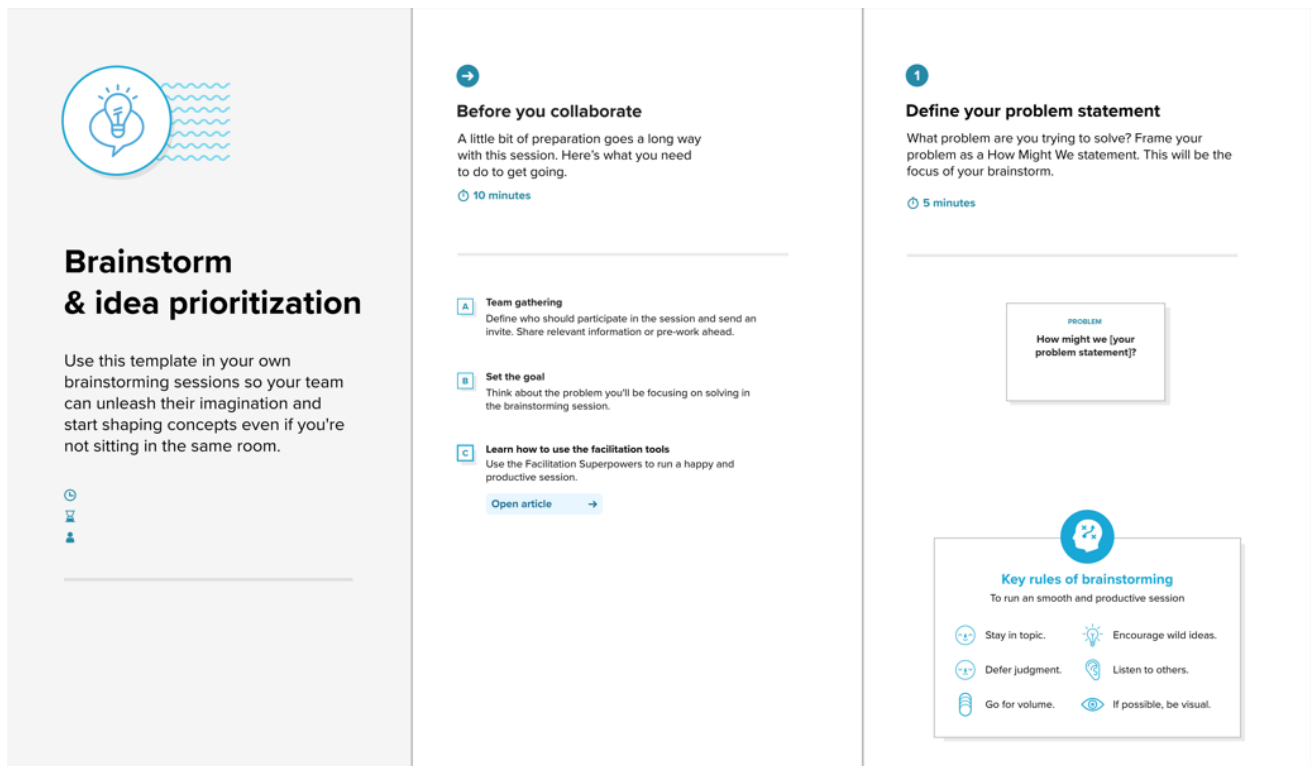 Brainstorm
& idea prioritization
Use this template in your own
brainstorming sessions so your team
can unleash their imagination and
start shaping concepts even if you're
not sitting in the same room.
Before you collaborate
A little bit of preparation goes a long way
with this session. Here's what you need
to do to get going.
10 minutes
A
Team gathering
Define who should participate in the session and send an
invite. Share relevant information or pre-work ahead.
B
Set the goal
Think about the problem you'll be focusing on solving in
the brainstorming session.
C
Learn how to use the facilitation tools
Use the Facilitation Superpowers to run a happy and
productive session.
Open article
1
Define your problem statement
What problem are you trying to solve? Frame your
problem as a How Might We statement. This will be the
focus of your brainstorm.
5 minutes
PROBLEM
How might we [your
problem statement]?
Key rules of brainstorming
To run an smooth and productive session
Stay in topic.
Encourage wild ideas.
Defer judgment.
Listen to others.
Go for volume.
If possible, be visual.